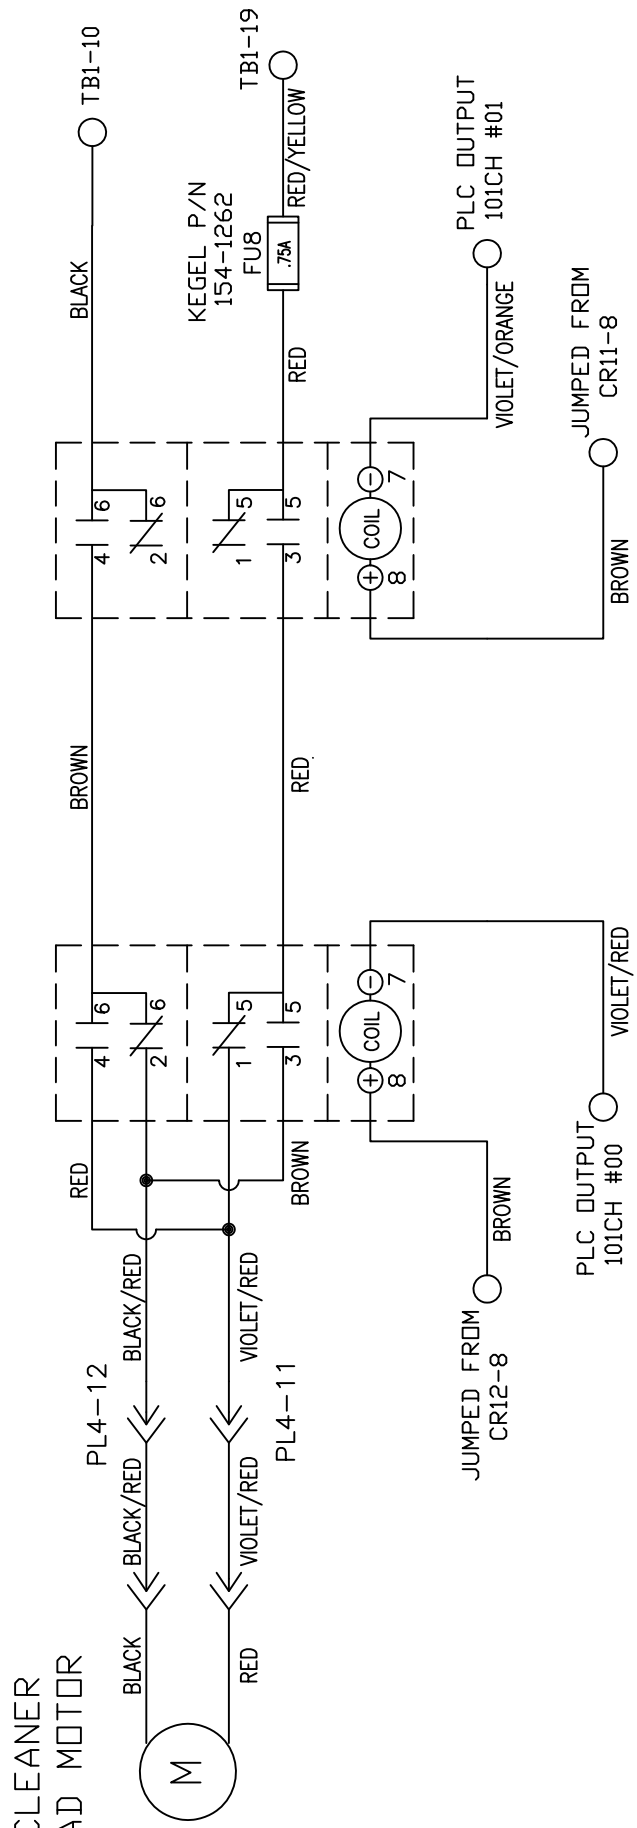 CLEANER
AD MOTOR
M
BLACK
RED
BLACK/RED
VIOLET/RED
PL4-12
PL4-11
BLACK/RED
VIOLET/RED
RED
BROWN
4
6
2
6
1
5
3
5
8
+
COIL
-
7
BROWN
JUMPED FROM
CR12-8
VIOLET/RED
PLC OUTPUT
101CH #00
BROWN
RED
4
6
2
6
1
5
3
5
8
+
COIL
-
7
BROWN
JUMPED FROM
CR11-8
VIOLET/ORANGE
PLC OUTPUT
101CH #01
BLACK
TB1-10
RED
KEGEL P/N
154-1262
FU8
.75A
RED/YELLOW
TB1-19